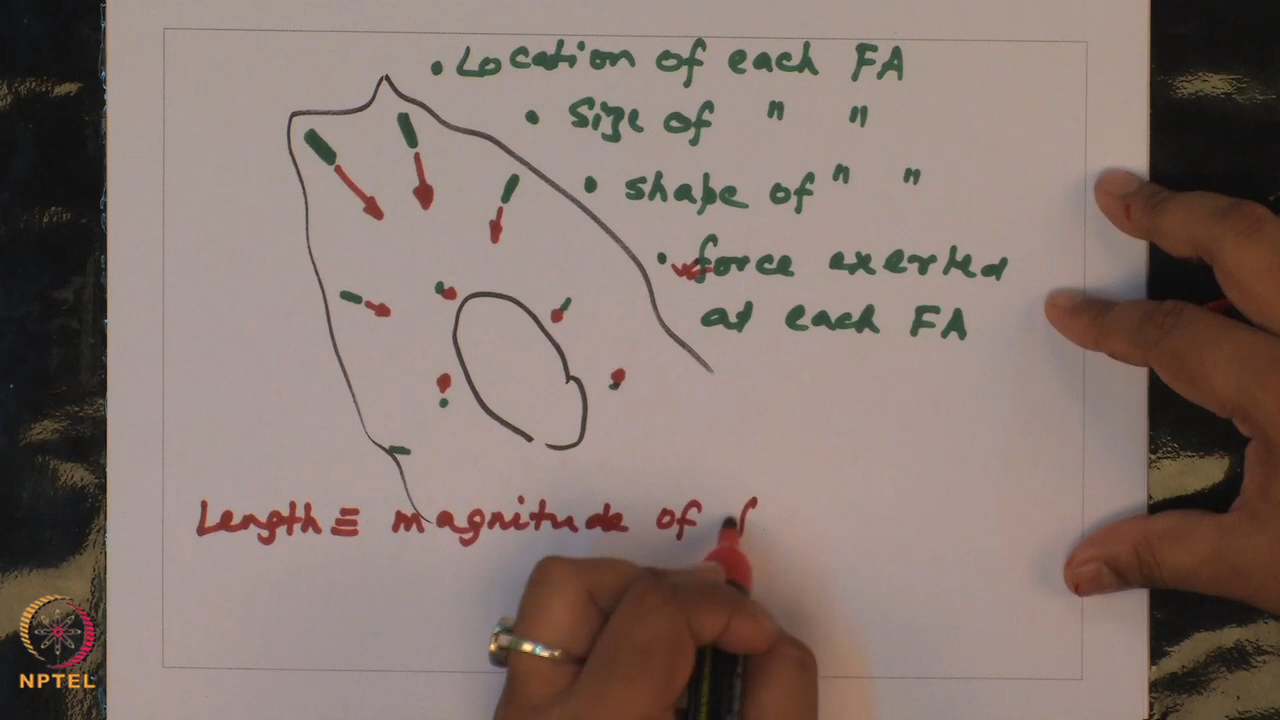 • Location of each FA
• Size of " "
• shape of " "
• force exerted
at each FA
Length ≡ magnitude of f
NPTEL